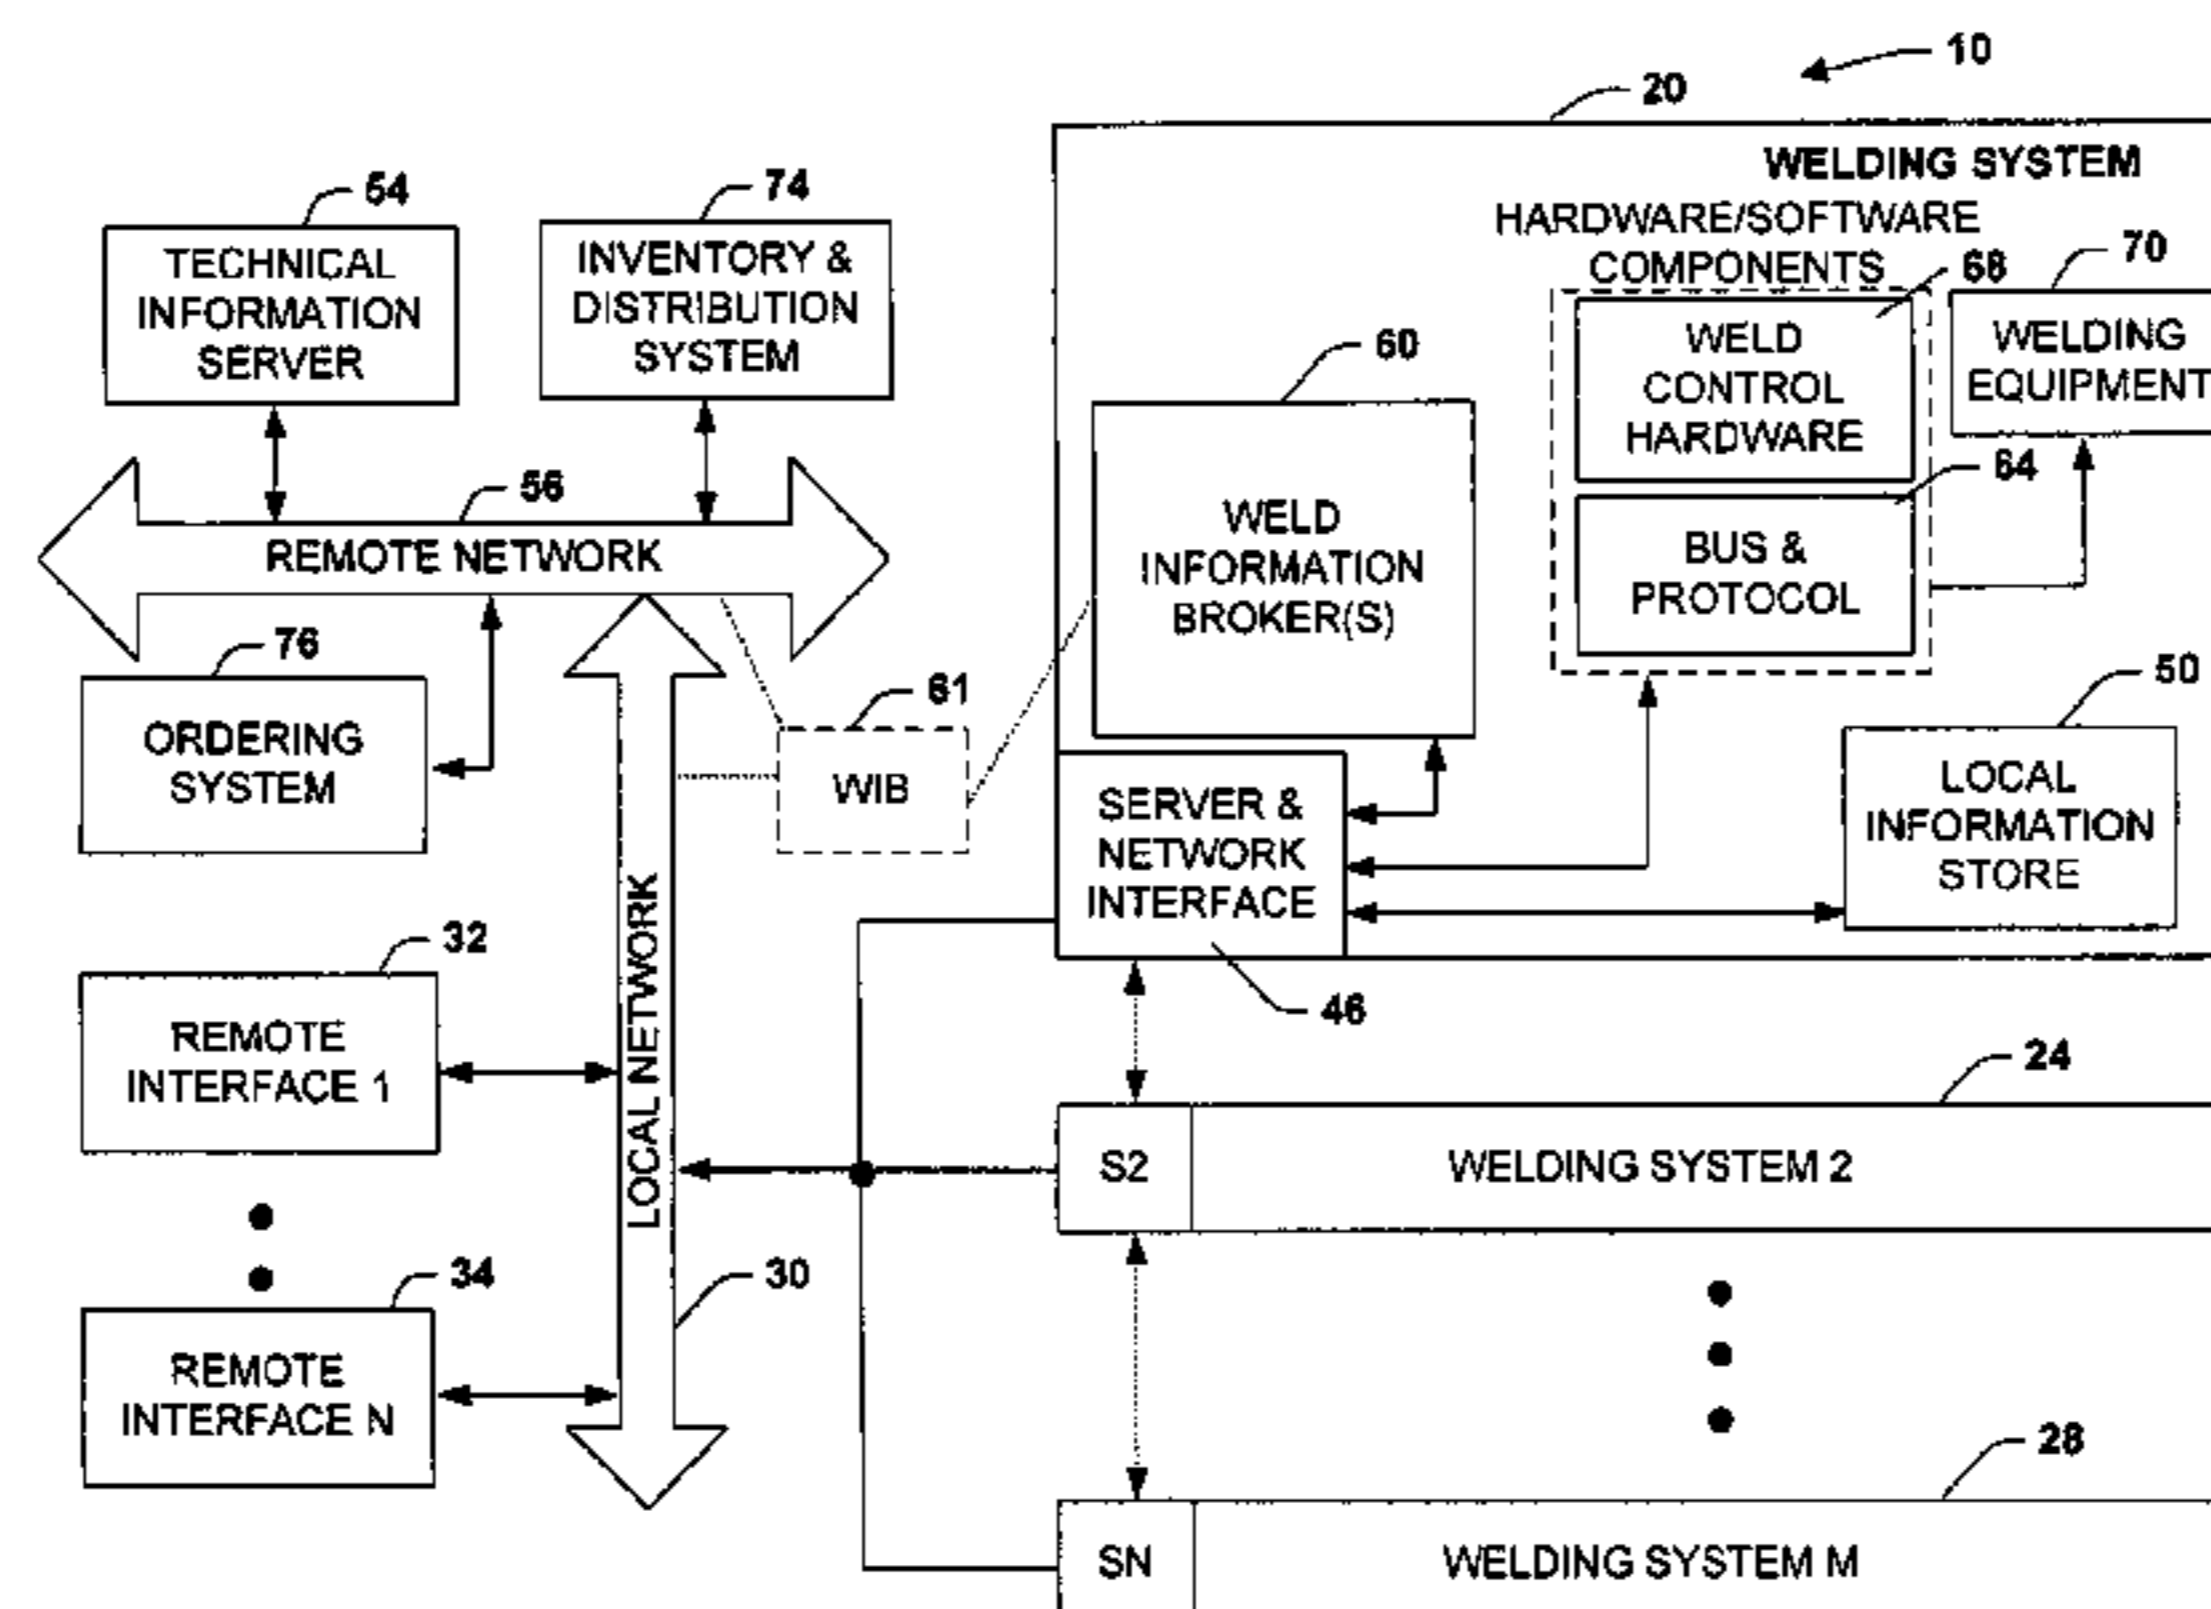 10
20
WELDING SYSTEM
HARDWARE/SOFTWARE
COMPONENTS
54
TECHNICAL
INFORMATION
SERVER
74
INVENTORY &
DISTRIBUTION
SYSTEM
56
REMOTE NETWORK
76
ORDERING
SYSTEM
61
WIB
60
WELD
INFORMATION
BROKER(S)
68
WELD
CONTROL
HARDWARE
64
BUS &
PROTOCOL
70
WELDING
EQUIPMENT
50
LOCAL
INFORMATION
STORE
SERVER &
NETWORK
INTERFACE
46
32
REMOTE
INTERFACE 1
34
REMOTE
INTERFACE N
LOCAL NETWORK
30
24
S2
WELDING SYSTEM 2
28
SN
WELDING SYSTEM M